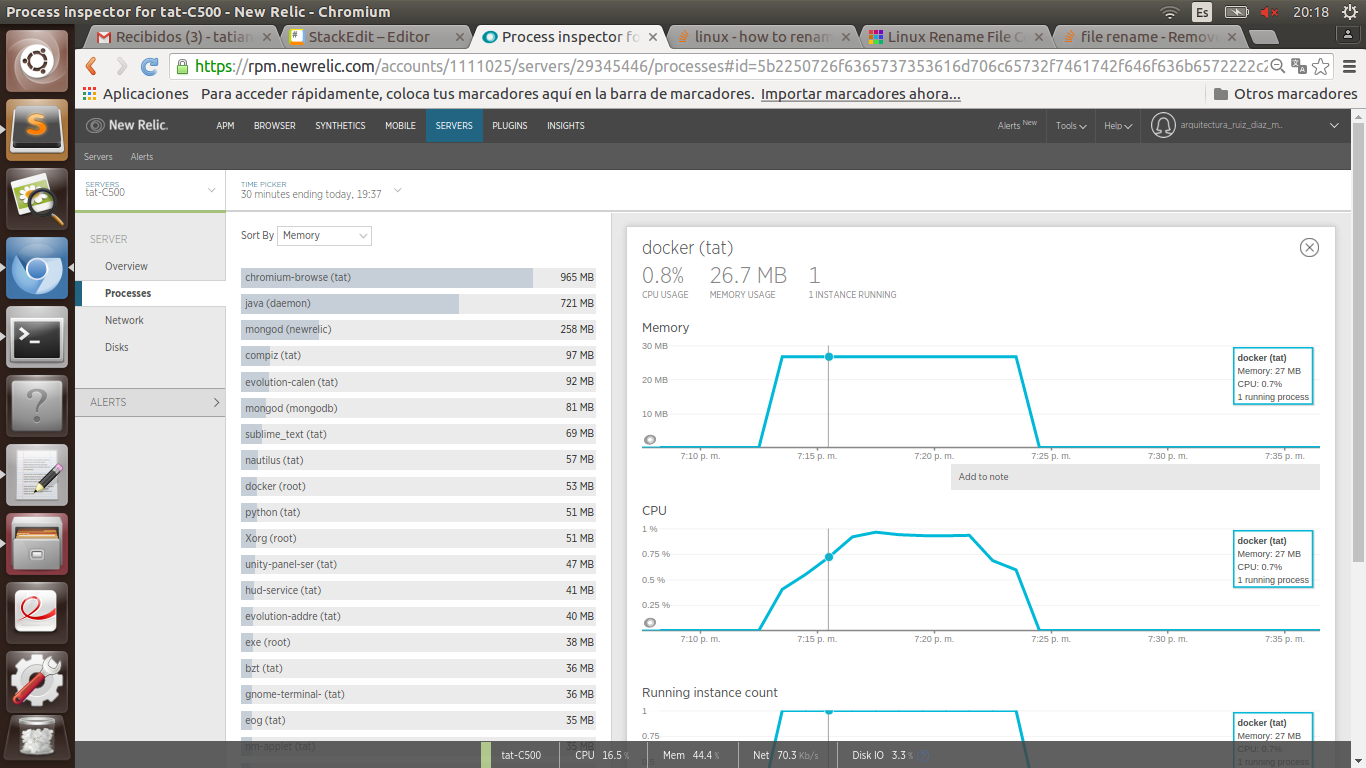 Process inspector for tat-C500 - New Relic - Chromium
Es
20:18
Recibidos (3) - tatian
StackEdit – Editor
Process inspector fo
linux - how to renam
Linux Rename File C
file rename - Remove
https://rpm.newrelic.com/accounts/1111025/servers/29345446/processes#id=5b2250726f6365737353616d706c65732f7461742f646f636b6572222c2
Aplicaciones
Para acceder rápidamente, coloca tus marcadores aquí en la barra de marcadores.
Importar marcadores ahora...
Otros marcadores
New Relic.
APM
BROWSER
SYNTHETICS
MOBILE
SERVERS
PLUGINS
INSIGHTS
Alerts New
Tools
Help
arquitectura_ruiz_diaz_m..
Servers
Alerts
SERVERS
tat-C500
TIME PICKER
30 minutes ending today, 19:37
SERVER
Overview
Processes
Network
Disks
ALERTS
Sort By
Memory
chromium-browse (tat) 965 MB
java (daemon) 721 MB
mongod (newrelic) 258 MB
compiz (tat) 97 MB
evolution-calen (tat) 92 MB
mongod (mongodb) 81 MB
sublime_text (tat) 69 MB
nautilus (tat) 57 MB
docker (root) 53 MB
python (tat) 51 MB
Xorg (root) 51 MB
unity-panel-ser (tat) 47 MB
hud-service (tat) 41 MB
evolution-addre (tat) 40 MB
exe (root) 38 MB
bzt (tat) 36 MB
gnome-terminal- (tat) 36 MB
eog (tat) 35 MB
nm-applet (tat) 35 MB
docker (tat)
0.8% 26.7 MB 1
CPU USAGE MEMORY USAGE 1 INSTANCE RUNNING
Memory
30 MB
20 MB
10 MB
docker (tat)
Memory: 27 MB
CPU: 0.7%
1 running process
7:10 p. m. 7:15 p. m. 7:20 p. m. 7:25 p. m. 7:30 p. m. 7:35 p. m.
Add to note
CPU
1 %
0.75 %
0.5 %
0.25 %
docker (tat)
Memory: 27 MB
CPU: 0.7%
1 running process
7:10 p. m. 7:15 p. m. 7:20 p. m. 7:25 p. m. 7:30 p. m. 7:35 p. m.
Running instance count
1
0.75
0.5
docker (tat)
Memory: 27 MB
CPU: 0.7%
1 running process
tat-C500
CPU 16.5 %
Mem 44.4 %
Net 70.3 Kb/s
Disk IO 3.3 %